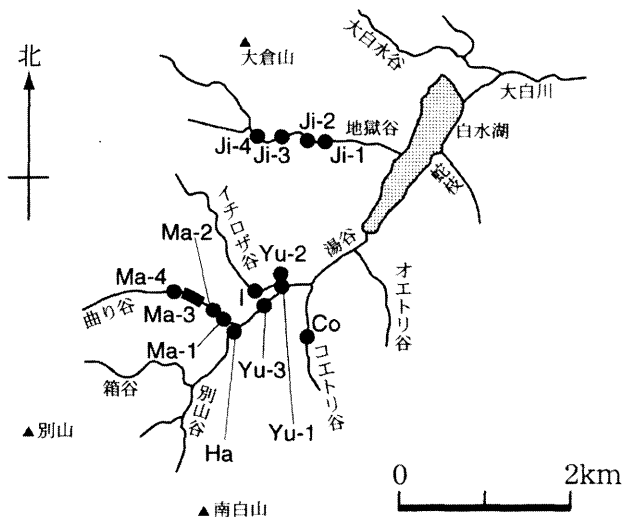 北
大倉山
大白水谷
大白川
白水湖
地獄谷
Ji-2
Ji-4
Ji-3
Ji-1
イチロザ谷
Ma-2
Yu-2
湯谷
オエトリ谷
Ma-4
I
曲り谷
Ma-3
Ma-1
Yu-3
Co
コエトリ谷
箱谷
別山谷
別山
Ha
Yu-1
南白山
0
2km